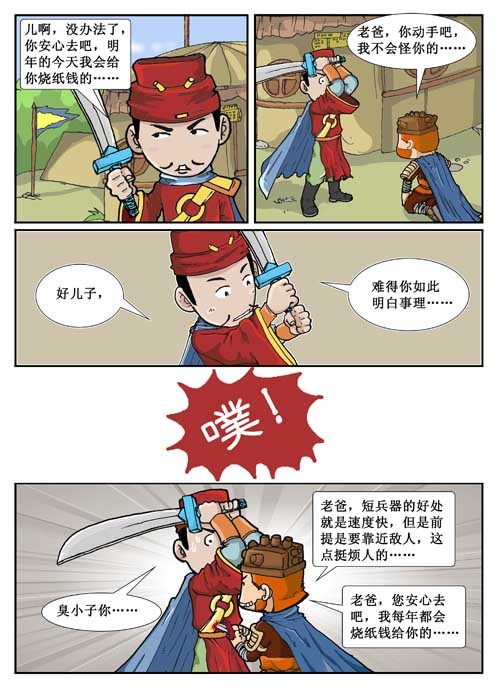 儿啊，没办法了，
你安心去吧，明
年的今天我会给
你烧纸钱的……
老爸，你动手吧，
我不会怪你的……
好儿子，
难得你如此
明白事理……
噗！
老爸，短兵器的好处
就是速度快，但是前
提是要靠近敌人，这
点挺烦人的……
臭小子你……
老爸，您安心去
吧，我每年都会
烧纸钱给你的……